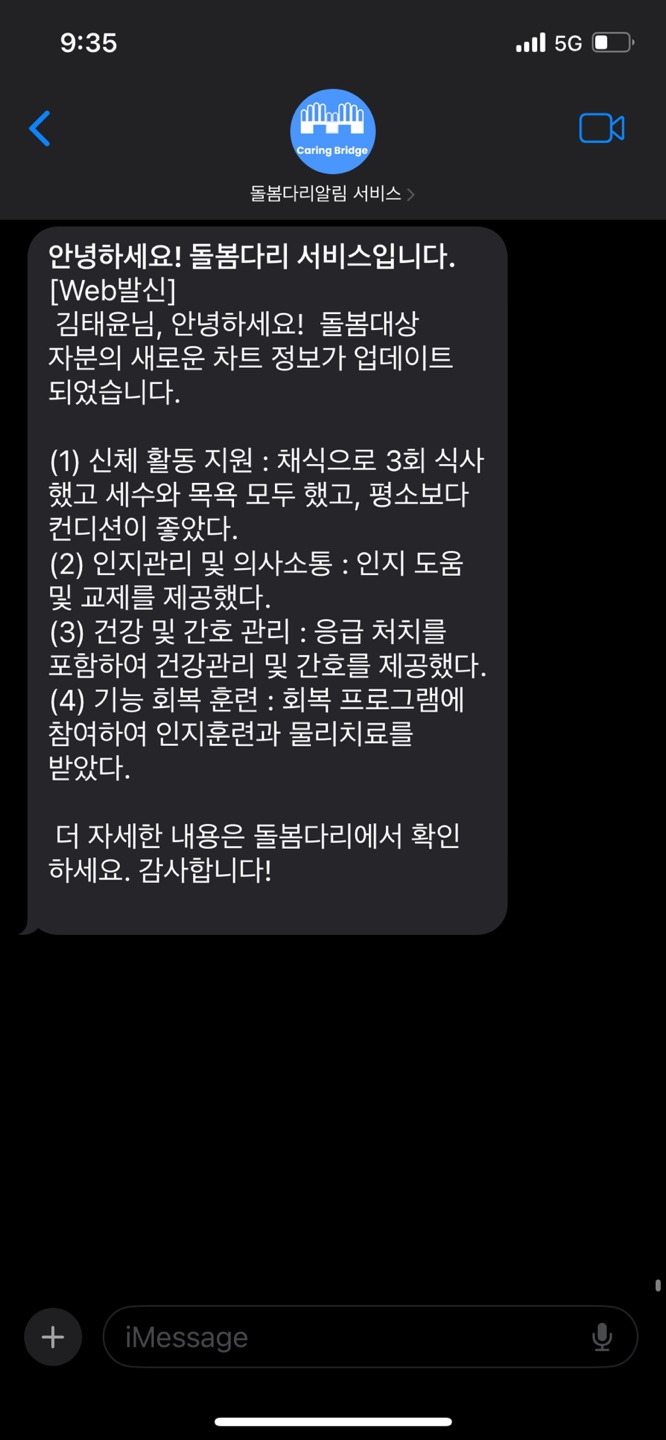 9:35
5G
Caring Bridge
돌봄다리알림 서비스
안녕하세요! 돌봄다리 서비스입니다.
[Web발신]
김태윤님, 안녕하세요!  돌봄대상
자분의 새로운 차트 정보가 업데이트
되었습니다.
(1) 신체 활동 지원 : 채식으로 3회 식사
했고 세수와 목욕 모두 했고, 평소보다
컨디션이 좋았다.
(2) 인지관리 및 의사소통 : 인지 도움
및 교제를 제공했다.
(3) 건강 및 간호 관리 : 응급 처치를
포함하여 건강관리 및 간호를 제공했다.
(4) 기능 회복 훈련 : 회복 프로그램에
참여하여 인지훈련과 물리치료를
받았다.
더 자세한 내용은 돌봄다리에서 확인
하세요. 감사합니다!
iMessage